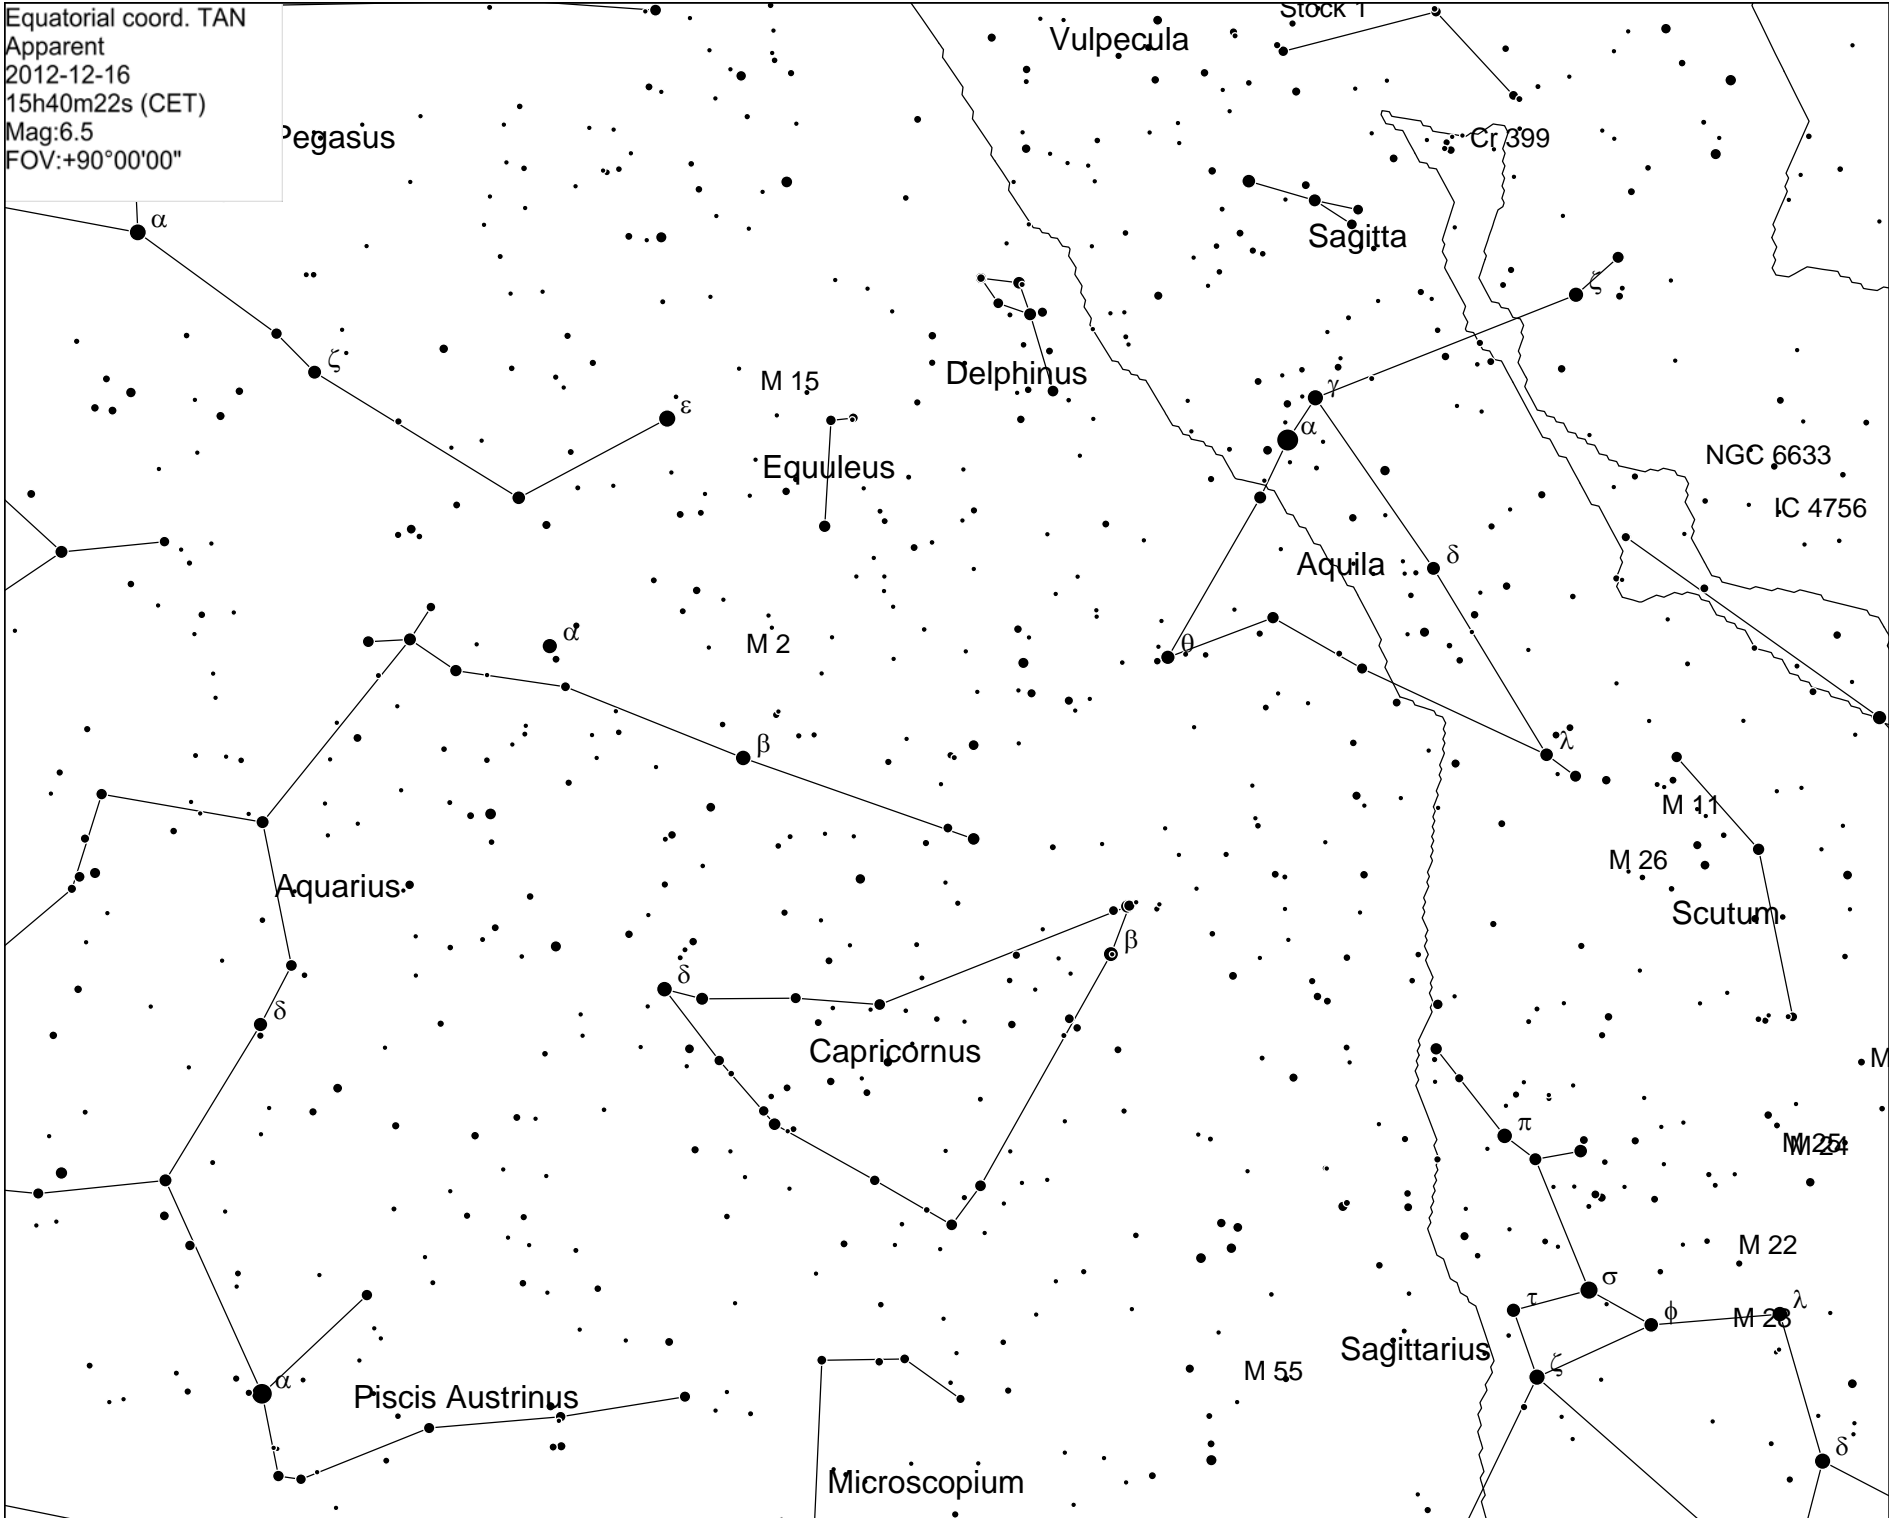 Equatorial coord. TAN
Apparent
2012-12-16
15h40m22s (CET)
Mag:6.5
FOV:+90°00'00"
Stock 1
Vulpecula
Pegasus
Cr 399
α
Sagitta
ζ
ζ
Delphinus
M 15
γ
ε
α
Equuleus
NGC 6633
IC 4756
δ
Aquila
α
M 2
θ
β
λ
M 11
M 26
Aquarius
Scutum
β
δ
δ
Capricornus
M
π
M 25
M 24
M 22
σ
τ
φ
λ
M 28
Sagittarius
ζ
M 55
α
Piscis Austrinus
δ
Microscopium